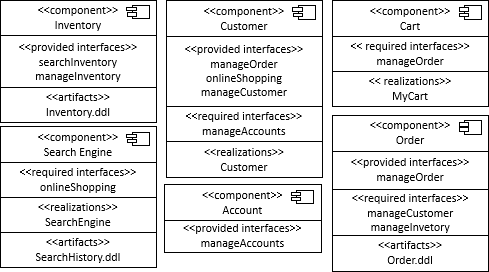 <<component>>
Inventory
<<provided interfaces>>
searchInventory
manageInventory
<<artifacts>>
Inventory.ddl
<<component>>
Search Engine
<<required interfaces>>
onlineShopping
<<realizations>>
SearchEngine
<<artifacts>>
SearchHistory.ddl
<<component>>
Customer
<<provided interfaces>>
manageOrder
onlineShopping
manageCustomer
<<required interfaces>>
manageAccounts
<<realizations>>
Customer
<<component>>
Account
<<provided interfaces>>
manageAccounts
<<component>>
Cart
<< required interfaces>>
manageOrder
<< realizations>>
MyCart
<<component>>
Order
<<provided interfaces>>
manageOrder
<<required interfaces>>
manageCustomer
manageInvetory
<<artifacts>>
Order.ddl